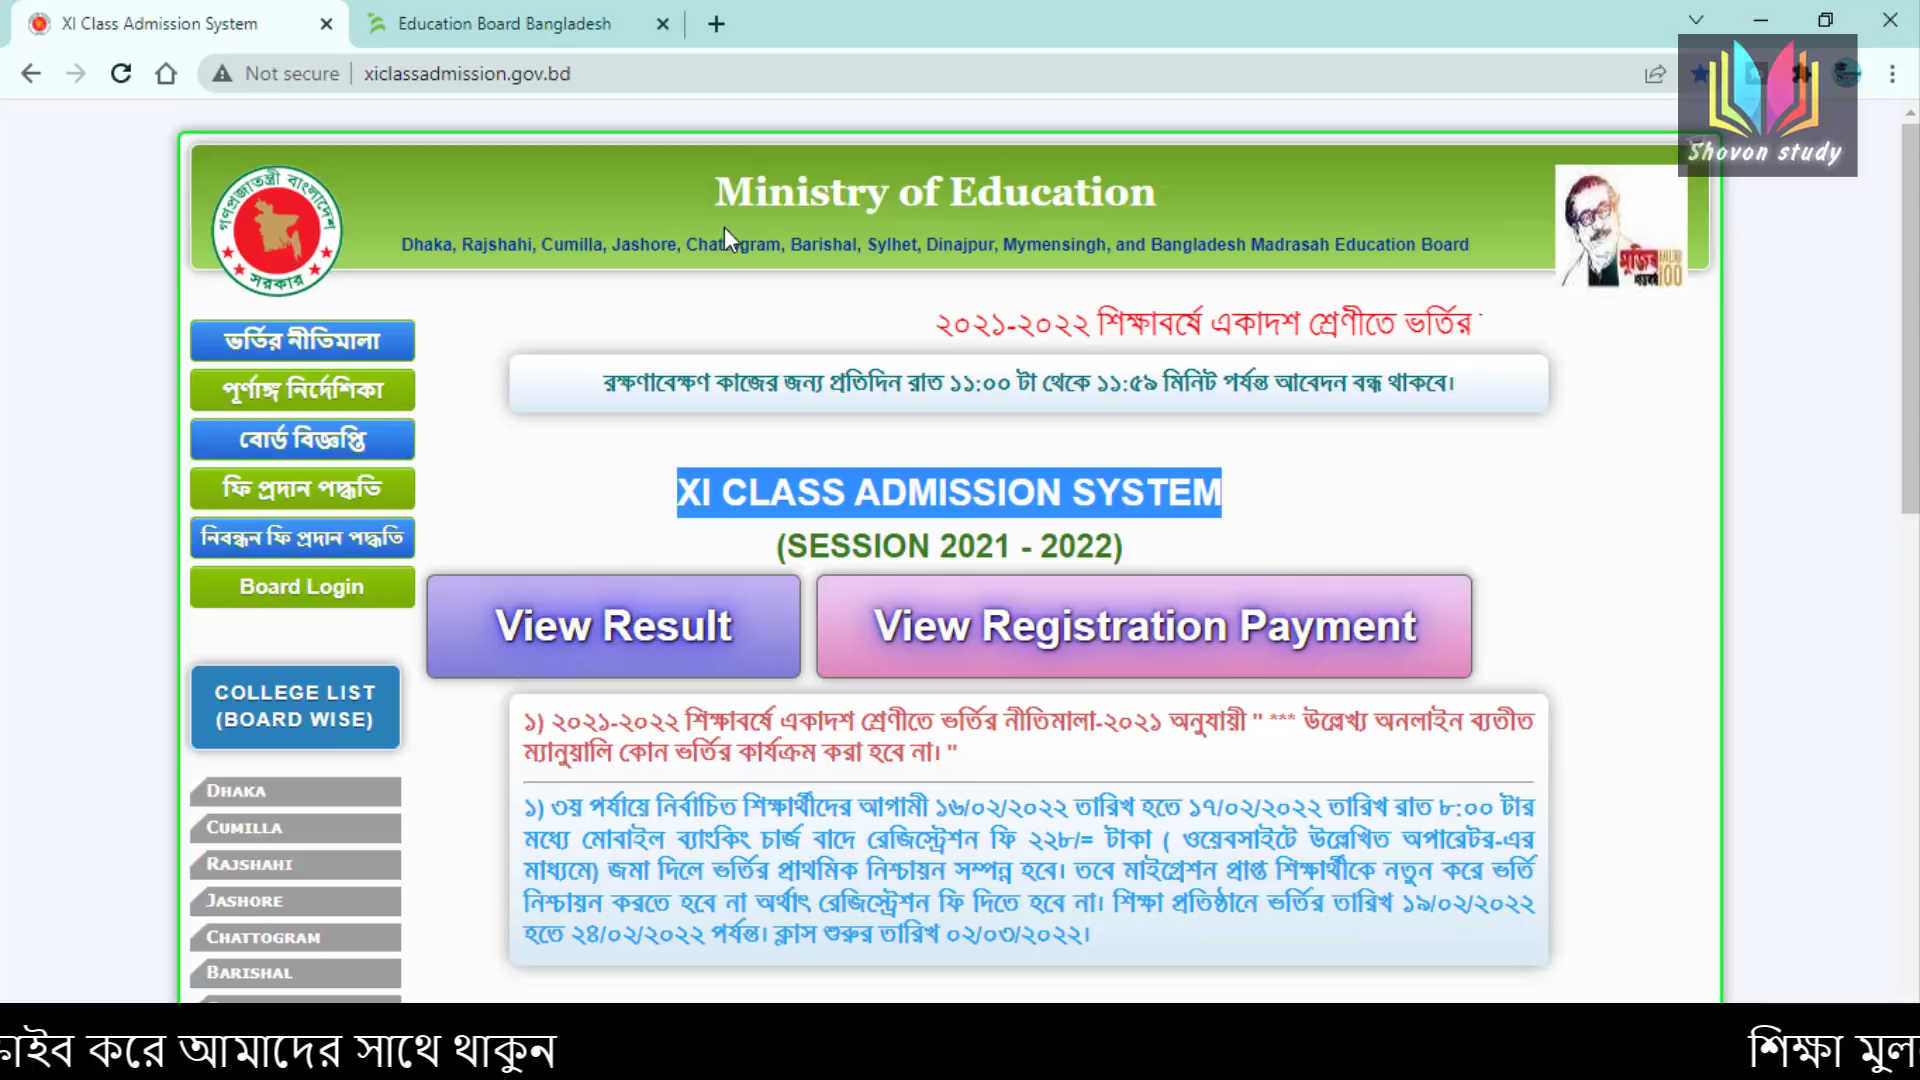 XI Class Admission System
Education Board Bangladesh
Not secure
xiclassadmission.gov.bd
Shovon study
গণপ্রজাতন্ত্রী বাংলাদেশ
সরকার
Ministry of Education
Dhaka, Rajshahi, Cumilla, Jashore, Chattogram, Barishal, Sylhet, Dinajpur, Mymensingh, and Bangladesh Madrasah Education Board
মুজিব
100
২০২১-২০২২ শিক্ষাবর্ষে একাদশ শ্রেণীতে ভর্তির
রক্ষণাবেক্ষণ কাজের জন্য প্রতিদিন রাত ১১:০০ টা থেকে ১১:৫৯ মিনিট পর্যন্ত আবেদন বন্ধ থাকবে।
ভর্তির নীতিমালা
পূর্ণাঙ্গ নির্দেশিকা
বোর্ড বিজ্ঞপ্তি
ফি প্রদান পদ্ধতি
নিবন্ধন ফি প্রদান পদ্ধতি
Board Login
XI CLASS ADMISSION SYSTEM
(SESSION 2021 - 2022)
View Result
View Registration Payment
COLLEGE LIST
(BOARD WISE)
DHAKA
CUMILLA
RAJSHAHI
JASHORE
CHATTOGRAM
BARISHAL
১) ২০২১-২০২২ শিক্ষাবর্ষে একাদশ শ্রেণীতে ভর্তির নীতিমালা-২০২১ অনুযায়ী " *** উল্লেখ্য অনলাইন ব্যতীত
ম্যানুয়ালি কোন ভর্তির কার্যক্রম করা হবে না। "
১) ৩য় পর্যায়ে নির্বাচিত শিক্ষার্থীদের আগামী ১৬/০২/২০২২ তারিখ হতে ১৭/০২/২০২২ তারিখ রাত ৮:০০ টার
মধ্যে মোবাইল ব্যাংকিং চার্জ বাদে রেজিস্ট্রেশন ফি ২২৮/= টাকা ( ওয়েবসাইটে উল্লেখিত অপারেটর-এর
মাধ্যমে) জমা দিলে ভর্তির প্রাথমিক নিশ্চায়ন সম্পন্ন হবে। তবে মাইগ্রেশন প্রাপ্ত শিক্ষার্থীকে নতুন করে ভর্তি
নিশ্চায়ন করতে হবে না অর্থাৎ রেজিস্ট্রেশন ফি দিতে হবে না। শিক্ষা প্রতিষ্ঠানে ভর্তির তারিখ ১৯/০২/২০২২
হতে ২৪/০২/২০২২ পর্যন্ত। ক্লাস শুরুর তারিখ ০২/০৩/২০২২।
করে আমাদের সাথে থাকুন
শিক্ষা মুল